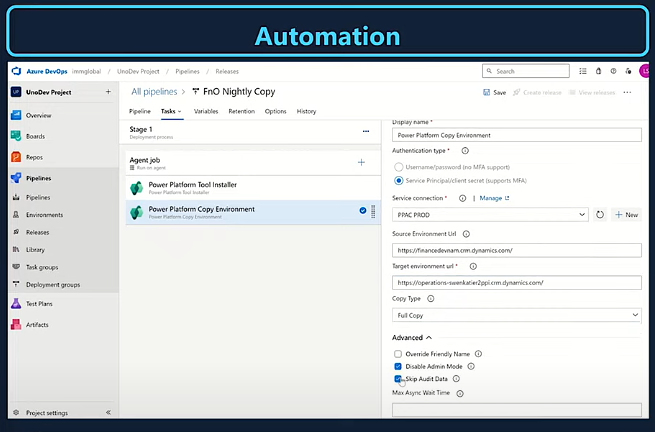 Automation
Azure DevOps immglobal / UnoDev Project / Pipelines / Releases
Search
LS
UP UnoDev Project +
All pipelines > FnO Nightly Copy
Save Create release View releases ...
Pipeline Tasks Variables Retention Options History
Overview
Boards
Repos
Pipelines
Pipelines
Environments
Releases
Library
Task groups
Deployment groups
Test Plans
Artifacts
Project settings
Stage 1
Deployment process
Agent job
Run on agent
Power Platform Tool Installer
Power Platform Tool Installer
Power Platform Copy Environment
Power Platform Copy Environment
Display name *
Power Platform Copy Environment
Authentication type *
Username/password (no MFA support)
Service Principal/client secret (supports MFA)
Service connection * | Manage
PPAC PROD
+ New
Source Environment Url
https://financedevnam.crm.dynamics.com/
Target environment url *
https://operations-swenkatier2ppi.crm.dynamics.com/
Copy Type
Full Copy
Advanced
Override Friendly Name
Disable Admin Mode
Skip Audit Data
Max Async Wait Time